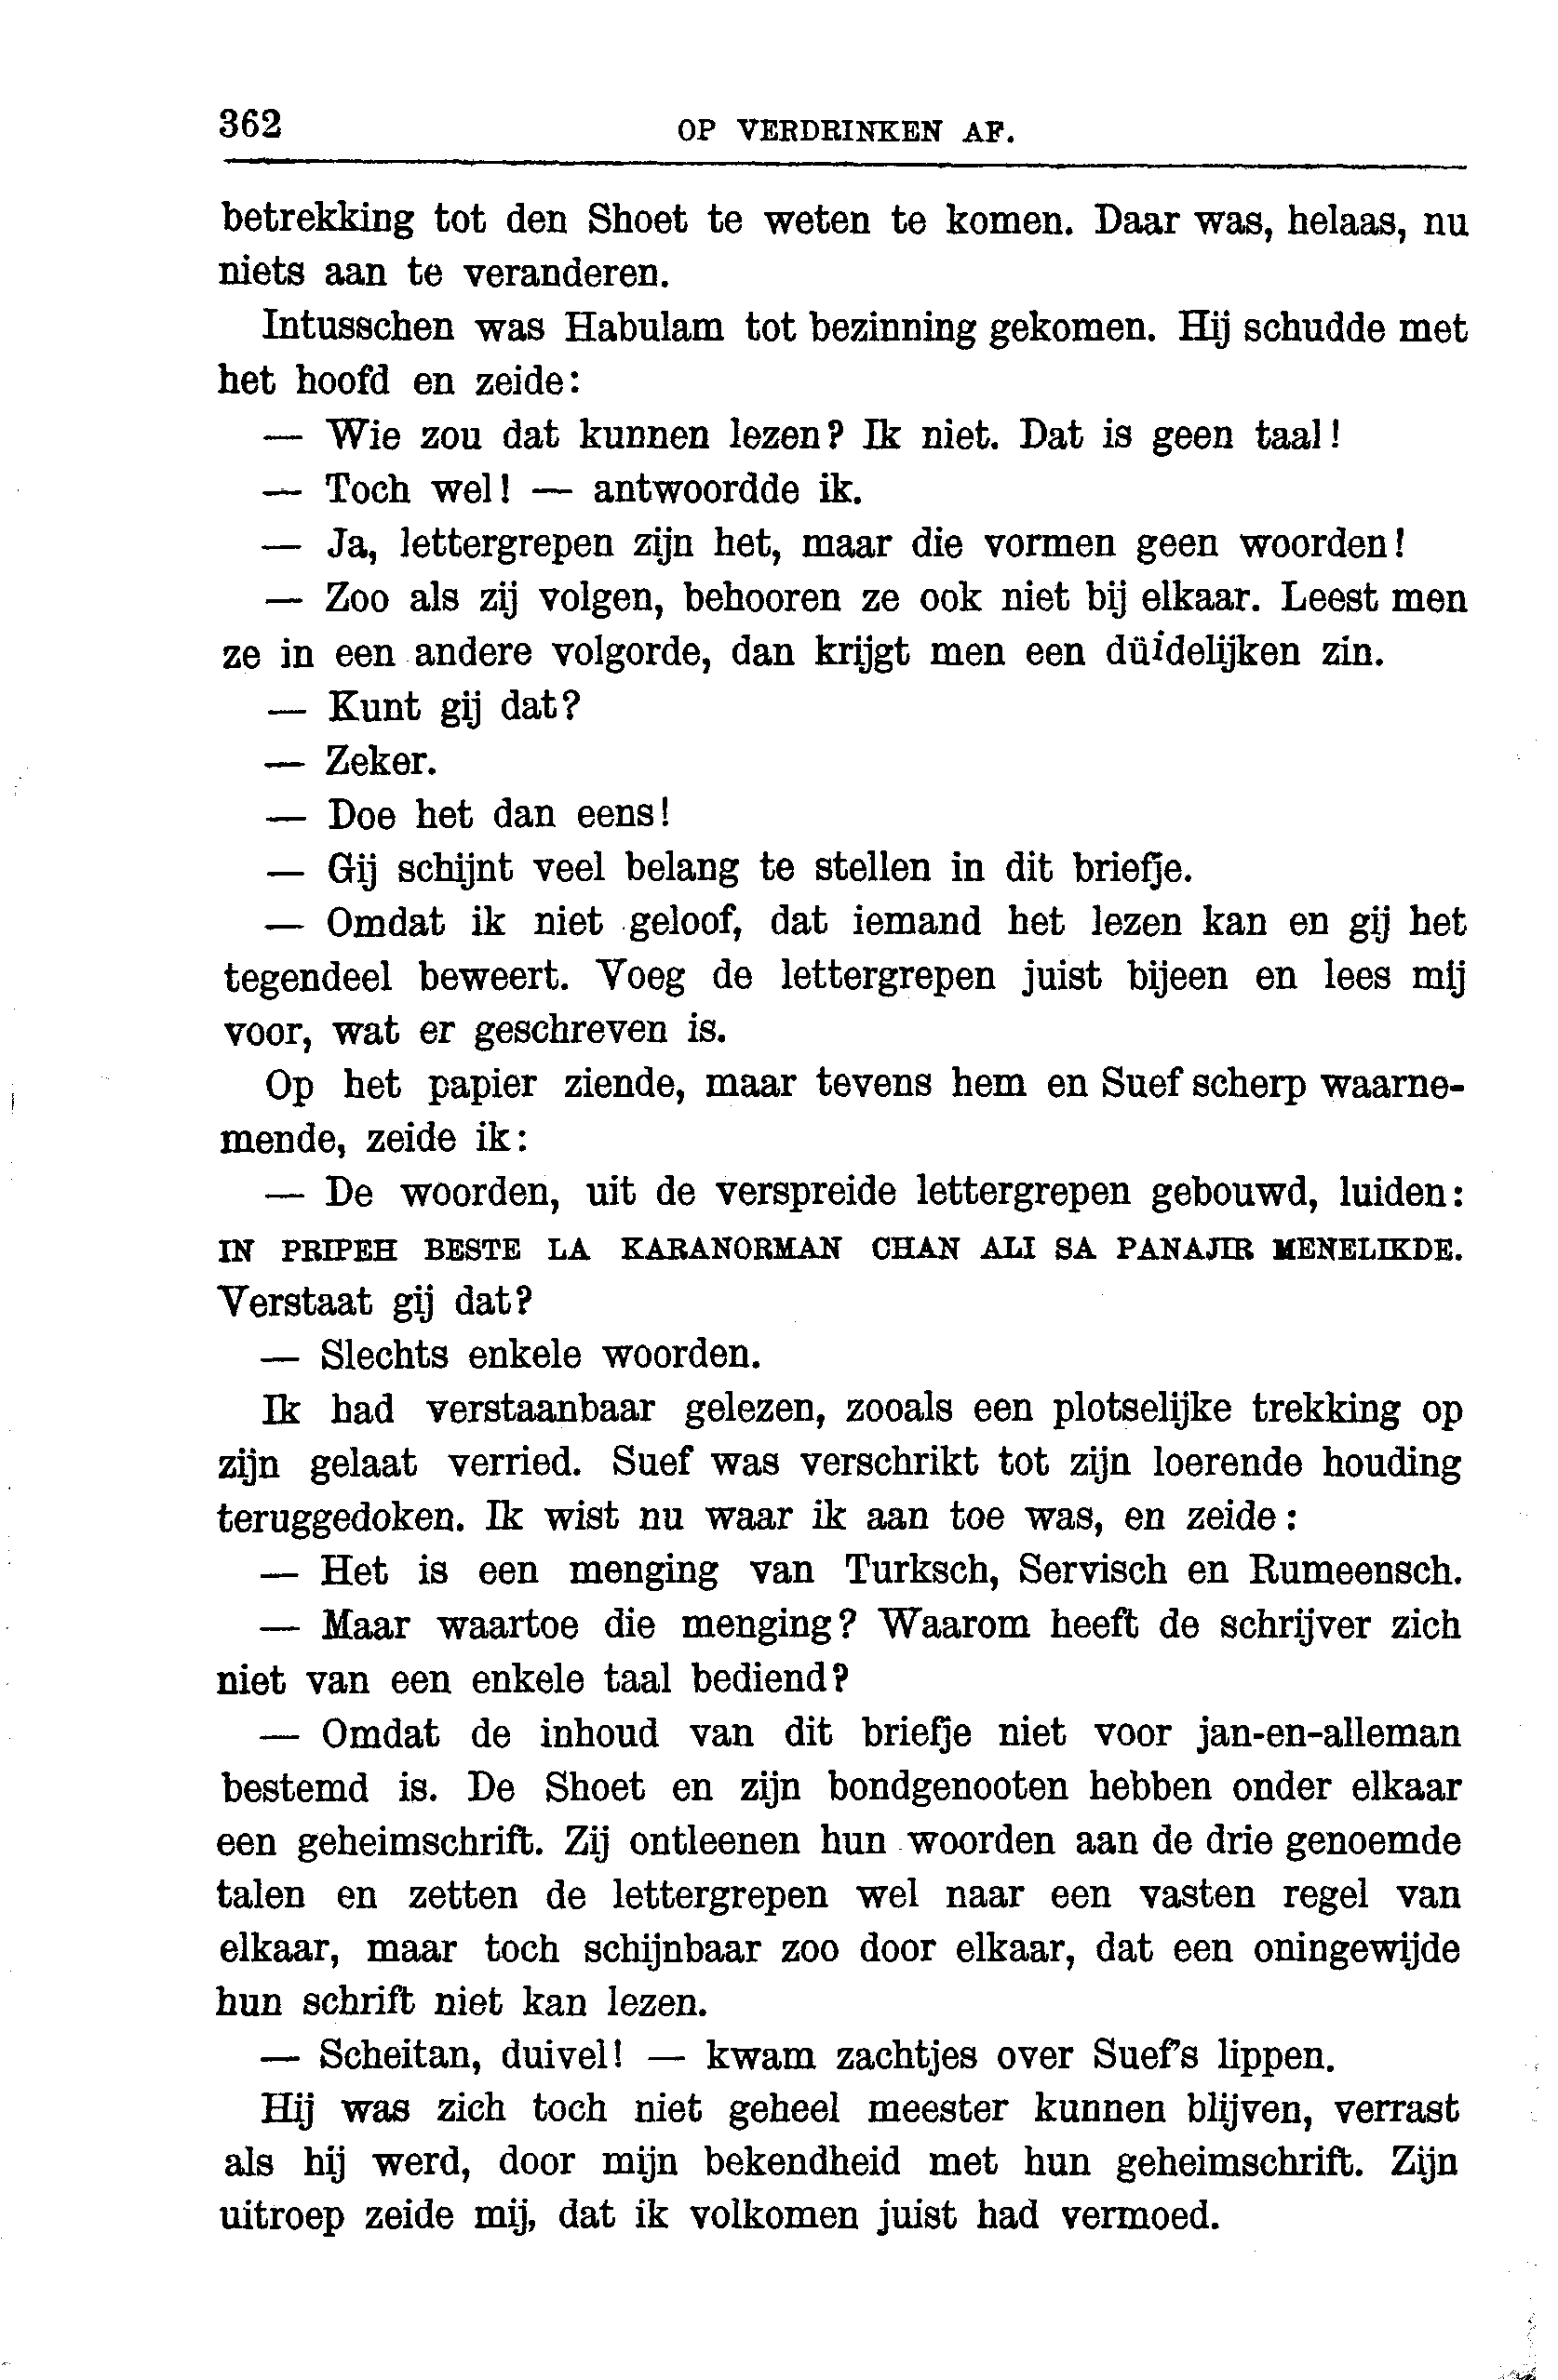 362
OP VERDRINKEN AF.
betrekking tot den Shoet te weten te komen. Daar was, helaas, nu
niets aan te veranderen.
Intusschen was Habulam tot bezinning gekomen. Hij schudde met
het hoofd en zeide:
— Wie zou dat kunnen lezen? Ik niet. Dat is geen taal!
— Toch wel! — antwoordde ik.
— Ja, lettergrepen zijn het, maar die vormen geen woorden!
— Zoo als zij volgen, behooren ze ook niet bij elkaar. Leest men
ze in een andere volgorde, dan krijgt men een düidelijken zin.
— Kunt gij dat?
— Zeker.
— Doe het dan eens!
— Gij schijnt veel belang te stellen in dit briefje.
— Omdat ik niet geloof, dat iemand het lezen kan en gij het
tegendeel beweert. Voeg de lettergrepen juist bijeen en lees mij
voor, wat er geschreven is.
Op het papier ziende, maar tevens hem en Suef scherp waarne-
mende, zeide ik:
— De woorden, uit de verspreide lettergrepen gebouwd, luiden:
IN PRIPEH BESTE LA KARANORMAN CHAN ALI SA PANAJIR MENELIKDE.
Verstaat gij dat?
— Slechts enkele woorden.
Ik had verstaanbaar gelezen, zooals een plotselijke trekking op
zijn gelaat verried. Suef was verschrikt tot zijn loerende houding
teruggedoken. Ik wist nu waar ik aan toe was, en zeide:
— Het is een menging van Turksch, Servisch en Rumeensch.
— Maar waartoe die menging? Waarom heeft de schrijver zich
niet van een enkele taal bediend?
— Omdat de inhoud van dit briefje niet voor jan-en-alleman
bestemd is. De Shoet en zijn bondgenooten hebben onder elkaar
een geheimschrift. Zij ontleenen hun woorden aan de drie genoemde
talen en zetten de lettergrepen wel naar een vasten regel van
elkaar, maar toch schijnbaar zoo door elkaar, dat een oningewijde
hun schrift niet kan lezen.
— Scheitan, duivel! — kwam zachtjes over Suef's lippen.
Hij was zich toch niet geheel meester kunnen blijven, verrast
als hij werd, door mijn bekendheid met hun geheimschrift. Zijn
uitroep zeide mij, dat ik volkomen juist had vermoed.